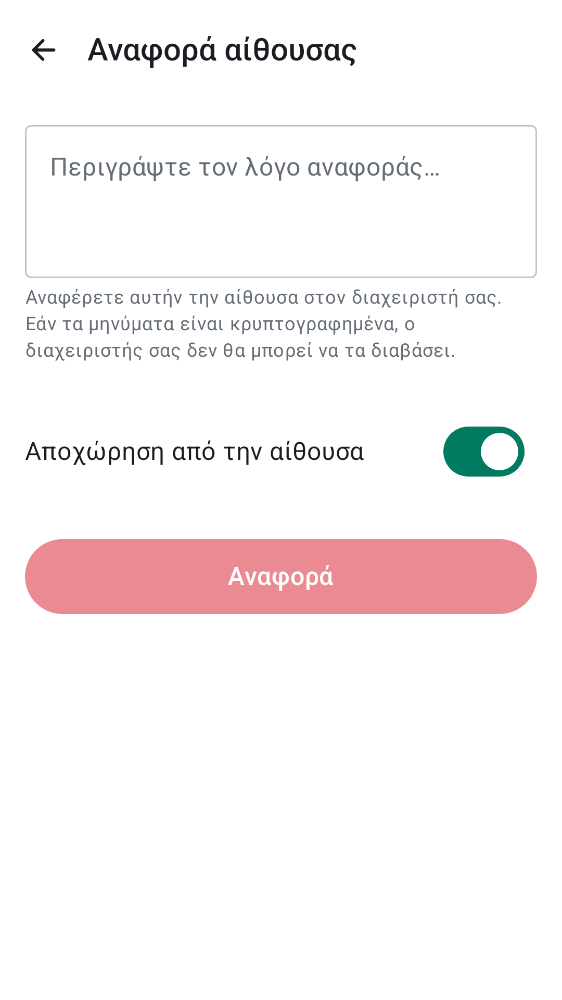 Αναφορά αίθουσας
Περιγράψτε τον λόγο αναφοράς…
Αναφέρετε αυτήν την αίθουσα στον διαχειριστή σας.
Εάν τα μηνύματα είναι κρυπτογραφημένα, ο
διαχειριστής σας δεν θα μπορεί να τα διαβάσει.
Αποχώρηση από την αίθουσα
Αναφορά